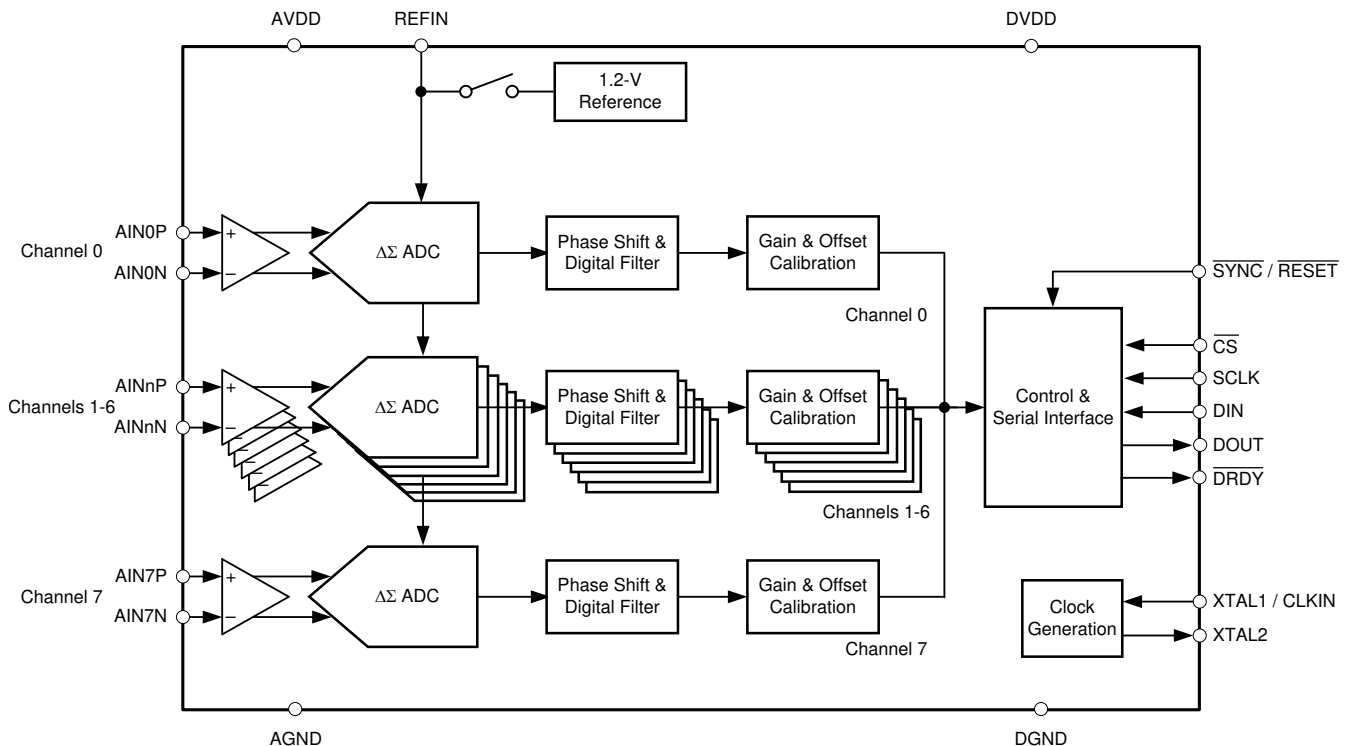 AVDD
REFIN
DVDD
1.2-V
Reference
Channel 0
AIN0P
AIN0N
+
−
ΔΣ ADC
Phase Shift &
Digital Filter
Gain & Offset
Calibration
Channel 0
SYNC / RESET
CS
SCLK
DIN
DOUT
DRDY
Control &
Serial Interface
Channels 1-6
AINnP
AINnN
+
−
−
−
−
−
ΔΣ ADC
Phase Shift &
Digital Filter
Gain & Offset
Calibration
Channels 1-6
Channel 7
AIN7P
AIN7N
+
−
ΔΣ ADC
Phase Shift &
Digital Filter
Gain & Offset
Calibration
Channel 7
Clock
Generation
XTAL1 / CLKIN
XTAL2
AGND
DGND